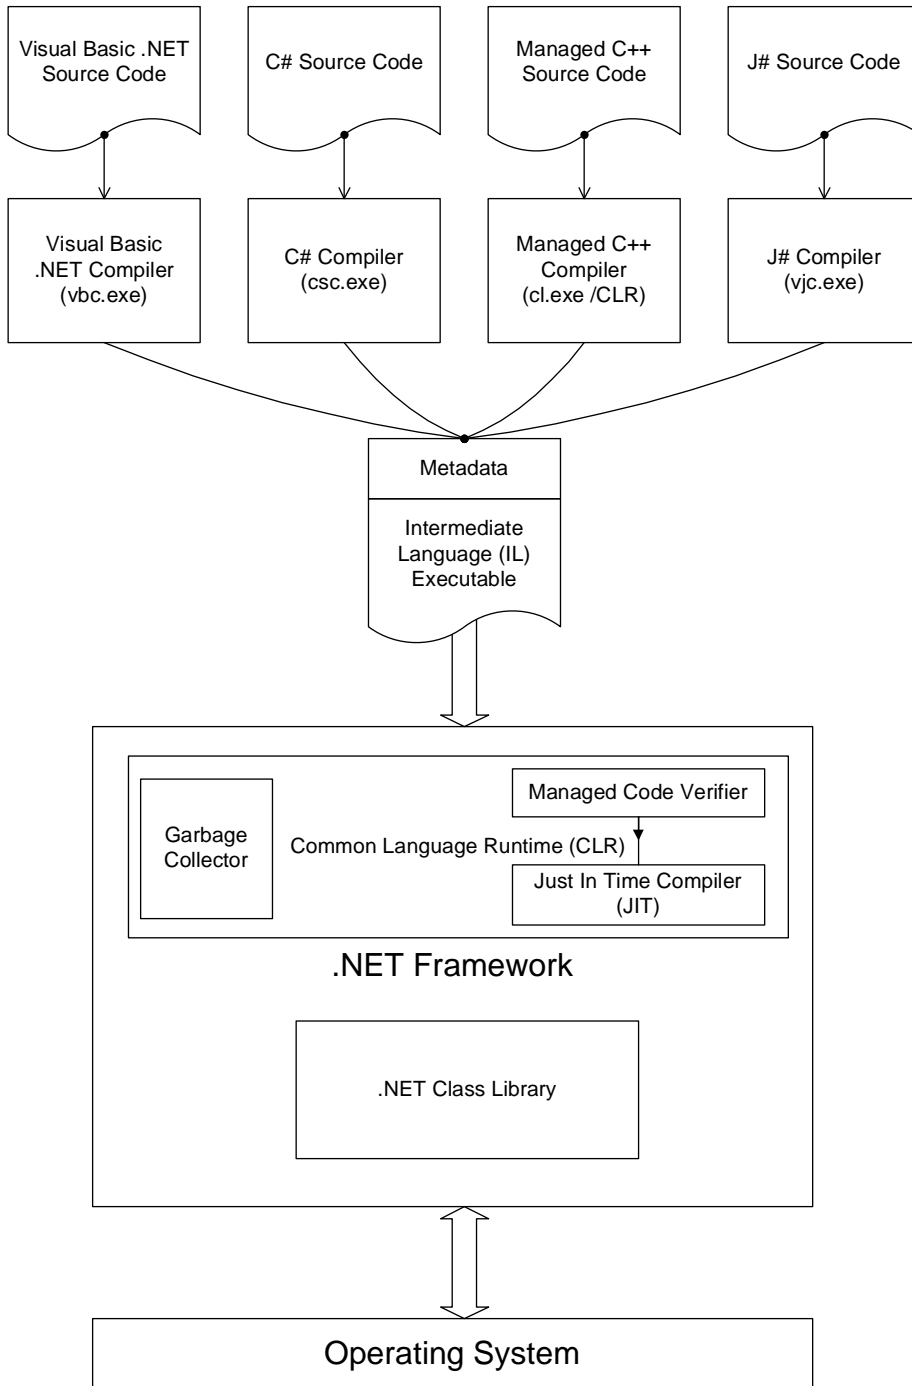 Visual Basic .NET
Source Code
C# Source Code
Managed C++
Source Code
J# Source Code
Visual Basic
.NET Compiler
(vbc.exe)
C# Compiler
(csc.exe)
Managed C++
Compiler
(cl.exe /CLR)
J# Compiler
(vjc.exe)
Metadata
Intermediate
Language (IL)
Executable
Garbage
Collector
Common Language Runtime (CLR)
Managed Code Verifier
Just In Time Compiler
(JIT)
.NET Framework
.NET Class Library
Operating System